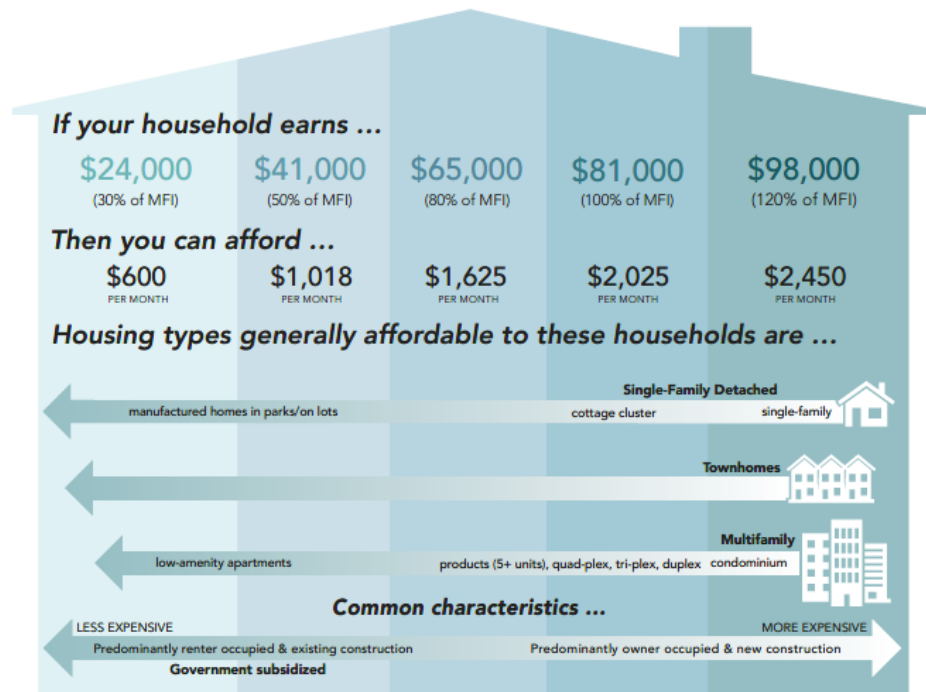 If your household earns ...
$24,000 $41,000 $65,000 $81,000 $98,000
(30% of MFI) (50% of MFI) (80% of MFI) (100% of MFI) (120% of MFI)
Then you can afford ...
$600 $1,018 $1,625 $2,025 $2,450
PER MONTH PER MONTH PER MONTH PER MONTH PER MONTH
Housing types generally affordable to these households are ...
Single-Family Detached
manufactured homes in parks/on lots cottage cluster single-family
Townhomes
Multifamily
low-amenity apartments products (5+ units), quad-plex, tri-plex, duplex condominium
Common characteristics ...
LESS EXPENSIVE MORE EXPENSIVE
Predominantly renter occupied & existing construction Predominantly owner occupied & new construction
Government subsidized